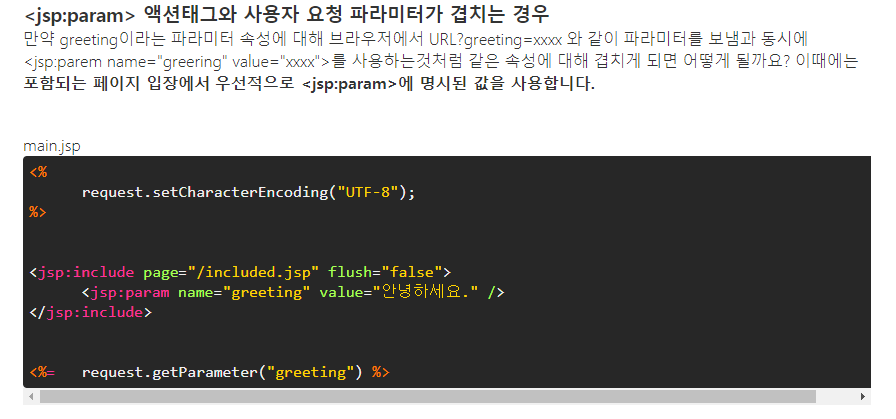 <jsp:param> 액션태그와 사용자 요청 파라미터가 겹치는 경우
만약 greeting이라는 파라미터 속성에 대해 브라우저에서 URL?greeting=xxxx 와 같이 파라미터를 보냄과 동시에
<jsp:parem name="greering" value="xxxx">를 사용하는것처럼 같은 속성에 대해 겹치게 되면 어떻게 될까요? 이때에는
포함되는 페이지 입장에서 우선적으로 <jsp:param>에 명시된 값을 사용합니다.
main.jsp
<%
request.setCharacterEncoding("UTF-8");
%>
<jsp:include page="/included.jsp" flush="false">
<jsp:param name="greeting" value="안녕하세요." />
</jsp:include>
<%= request.getParameter("greeting") %>